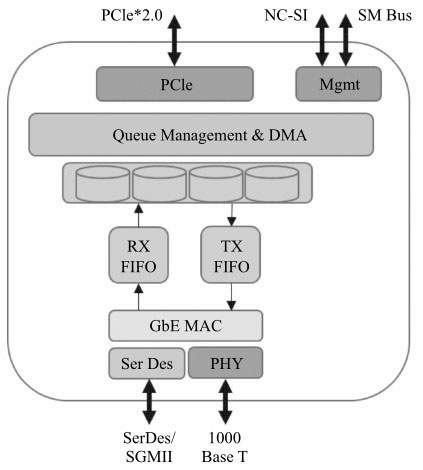 PCle*2.0
NC-SI
SM Bus
PCle
Mgmt
Queue Management & DMA
RX
FIFO
TX
FIFO
GbE MAC
Ser Des
PHY
SerDes/
SGMII
1000
Base T